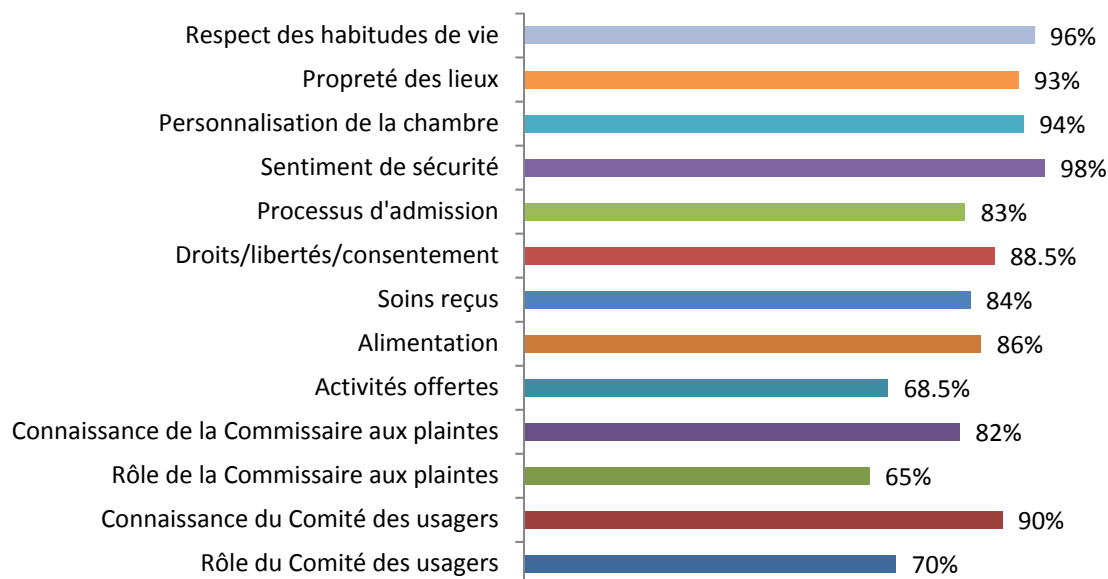 Respect des habitudes de vie 96%
Propreté des lieux 93%
Personnalisation de la chambre 94%
Sentiment de sécurité 98%
Processus d'admission 83%
Droits/libertés/consentement 88.5%
Soins reçus 84%
Alimentation 86%
Activités offertes 68.5%
Connaissance de la Commissaire aux plaintes 82%
Rôle de la Commissaire aux plaintes 65%
Connaissance du Comité des usagers 90%
Rôle du Comité des usagers 70%